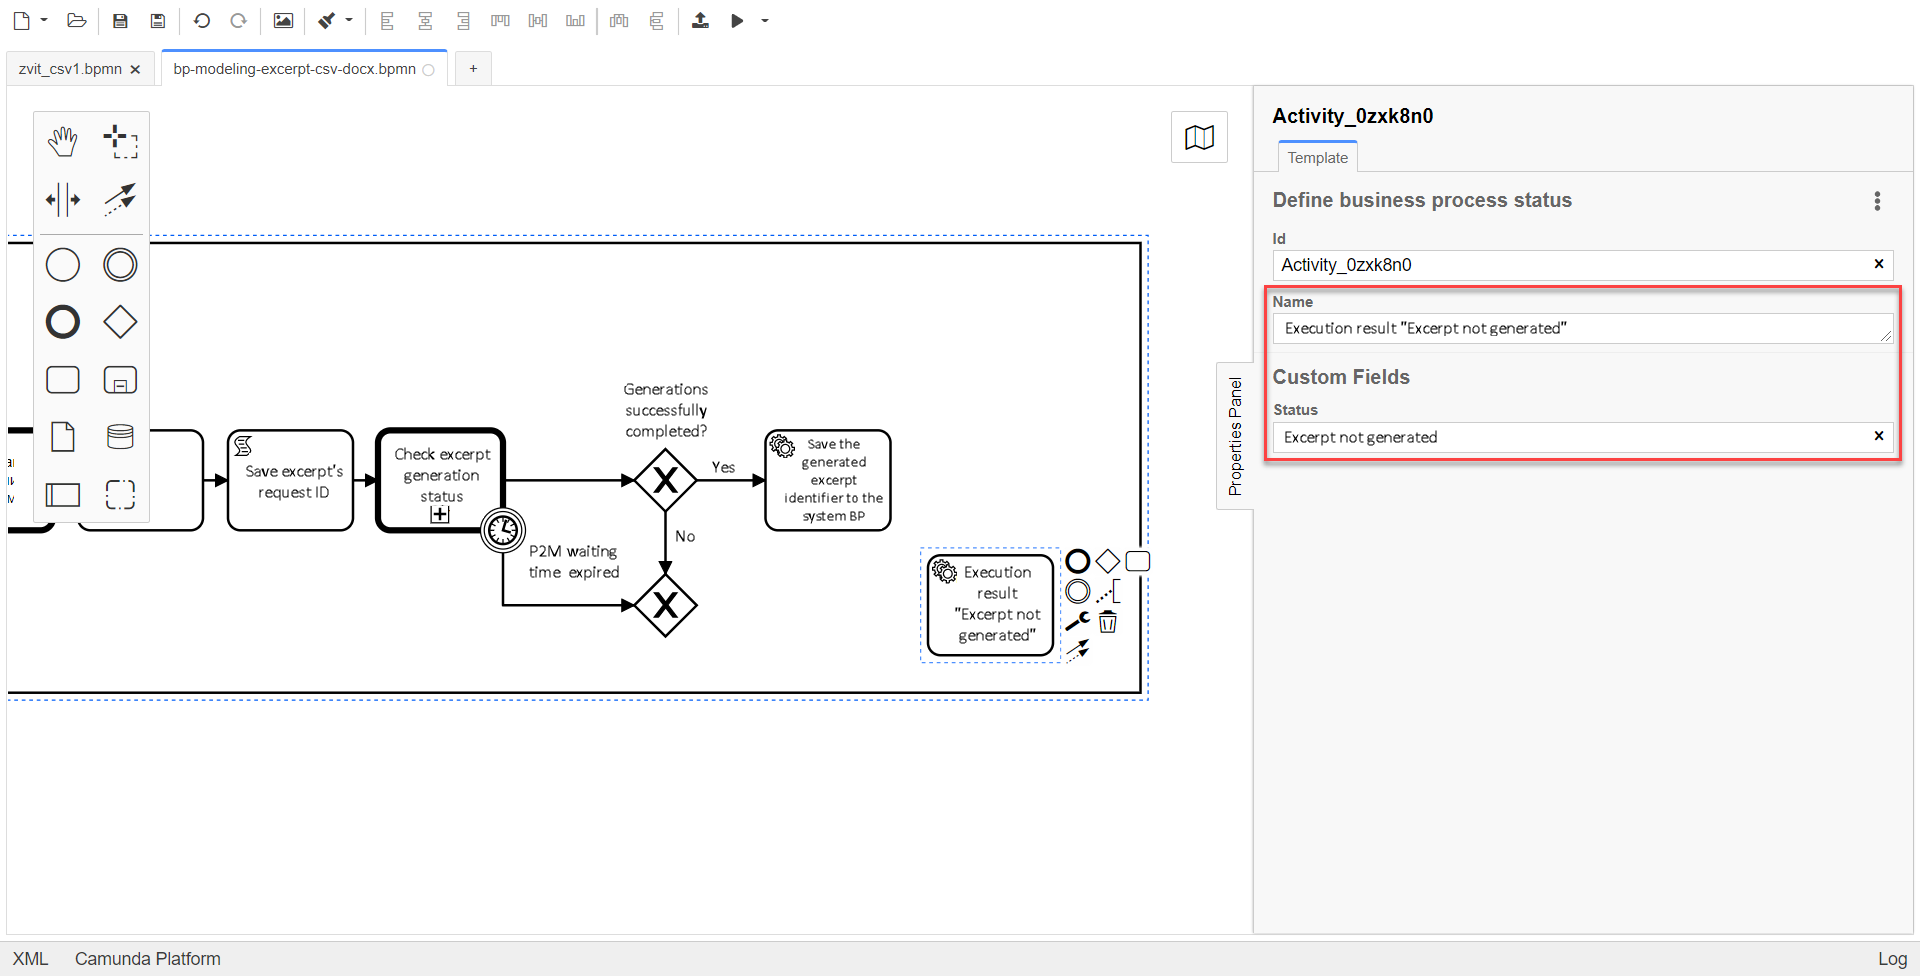 zvit_csv1.bpmn
bp-modeling-excerpt-csv-docx.bpmn
+
Activity_0zxk8n0
Template
Define business process status
Id
Activity_0zxk8n0
Name
Execution result "Excerpt not generated"
Custom Fields
Status
Excerpt not generated
Properties Panel
Generations
successfully
completed?
Save excerpt's
request ID
Check excerpt
generation
status
Yes
Save the
generated
excerpt
identifier to the
system BP
No
P2M waiting
time expired
Execution
result
"Excerpt not
generated"
XML
Camunda Platform
Log